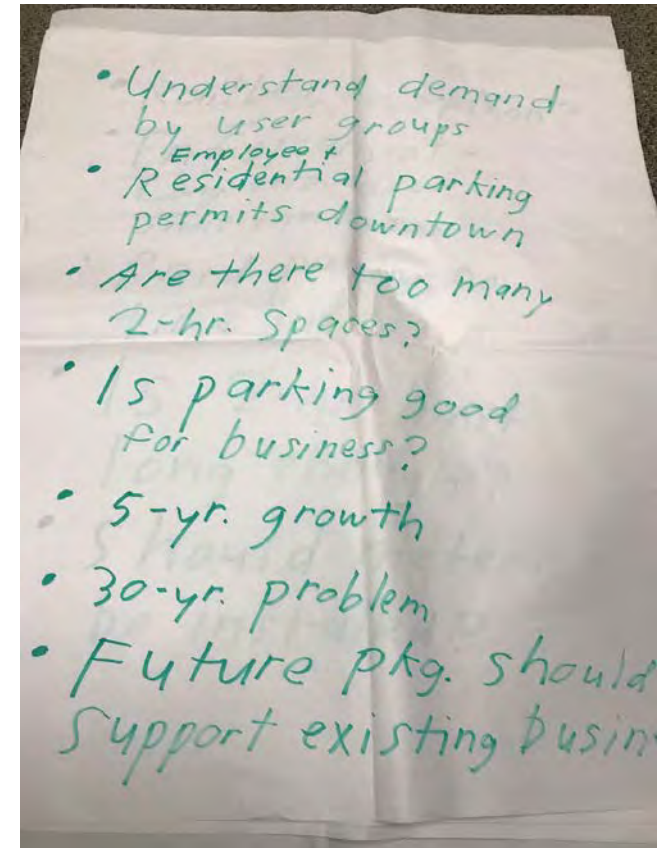 • Understand demand
by user groups
Employee +
• Residential parking
permits downtown
• Are there too many
2-hr. Spaces?
• Is parking good
for business?
• 5-yr. growth
• 30-yr. problem
• Future pkg. should
Support existing busin